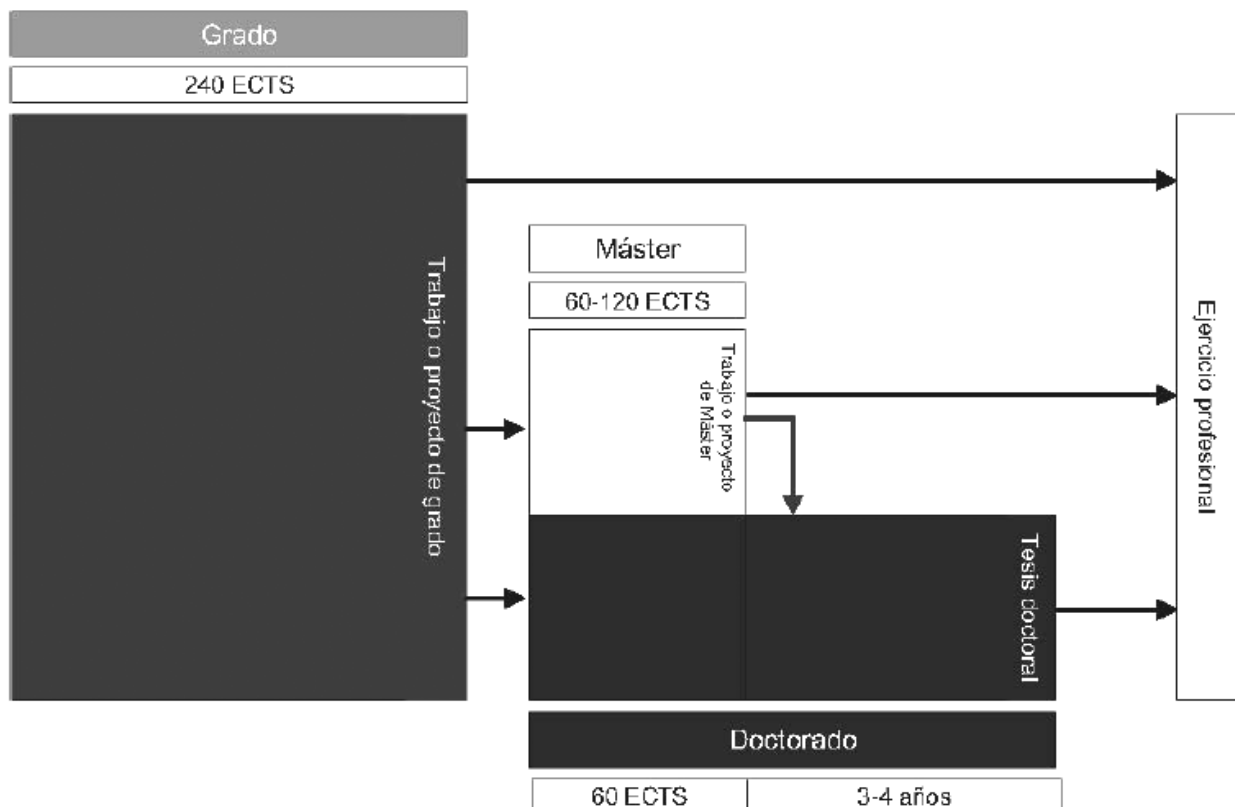 Grado
240 ECTS
Trabajo o proyecto de grado
Máster
60-120 ECTS
Trabajo o proyecto
de Máster
Tesis doctoral
Ejercicio profesional
Doctorado
60 ECTS
3-4 años